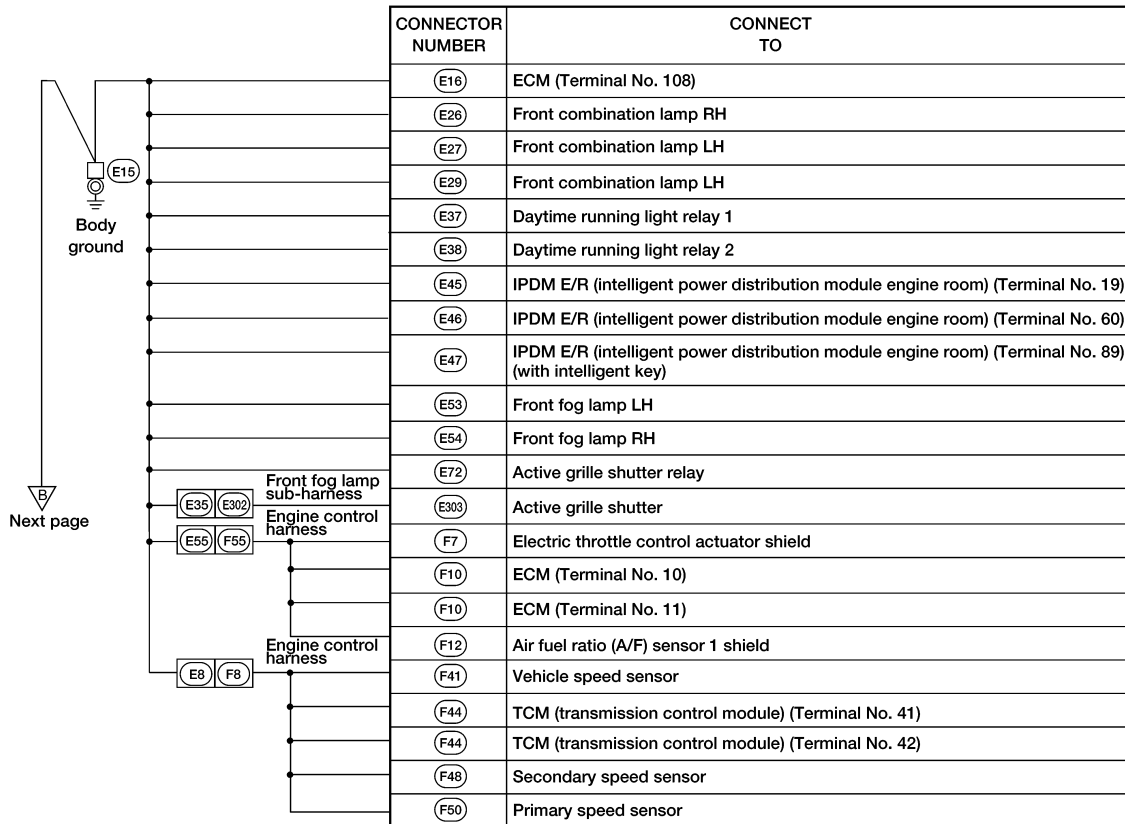 CONNECTOR NUMBER CONNECT TO
E16 ECM (Terminal No. 108)
E26 Front combination lamp RH
E27 Front combination lamp LH
E15
E29 Front combination lamp LH
Body
ground
E37 Daytime running light relay 1
E38 Daytime running light relay 2
E45 IPDM E/R (intelligent power distribution module engine room) (Terminal No. 19)
E46 IPDM E/R (intelligent power distribution module engine room) (Terminal No. 60)
E47 IPDM E/R (intelligent power distribution module engine room) (Terminal No. 89)
(with intelligent key)
E53 Front fog lamp LH
E54 Front fog lamp RH
E72 Active grille shutter relay
B
Next page
Front fog lamp
sub-harness
E35 E302 E303 Active grille shutter
Engine control
harness
E55 F55 F7 Electric throttle control actuator shield
F10 ECM (Terminal No. 10)
F10 ECM (Terminal No. 11)
F12 Air fuel ratio (A/F) sensor 1 shield
Engine control
harness
E8 F8 F41 Vehicle speed sensor
F44 TCM (transmission control module) (Terminal No. 41)
F44 TCM (transmission control module) (Terminal No. 42)
F48 Secondary speed sensor
F50 Primary speed sensor